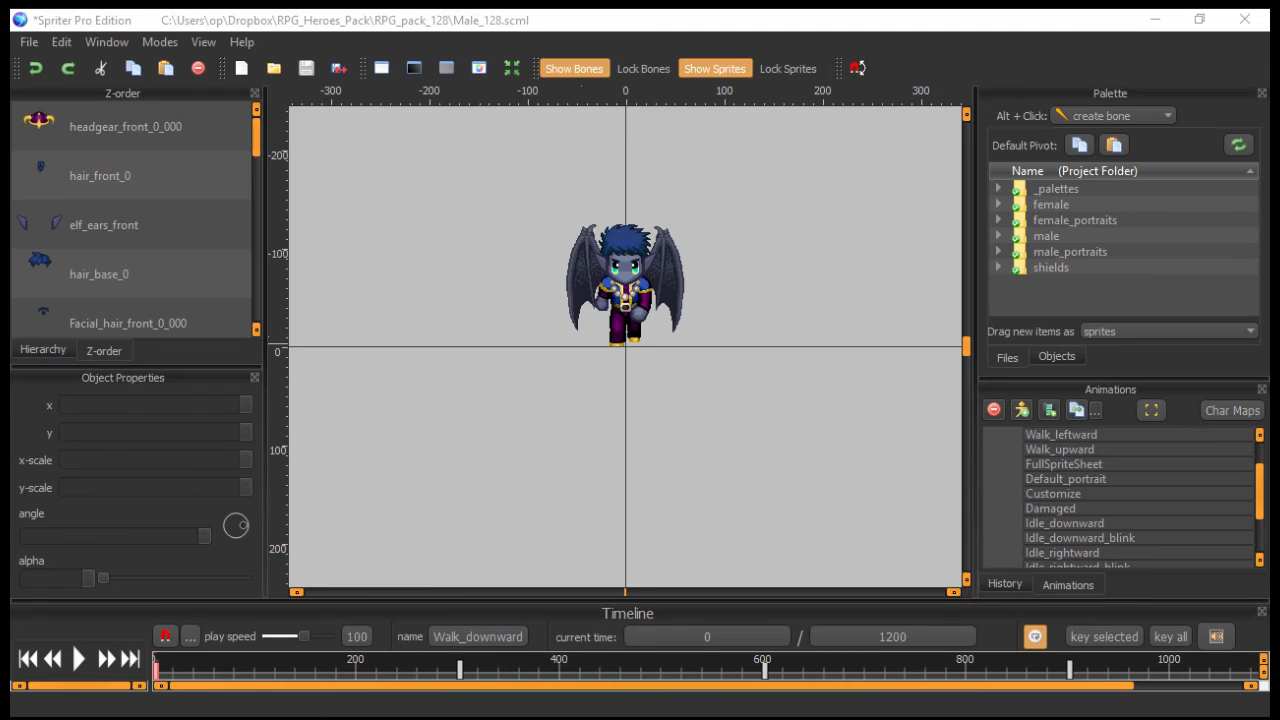 *Spriter Pro Edition C:\Users\op\Dropbox\RPG_Heroes_Pack\RPG_pack_128\Male_128.scml
File Edit Window Modes View Help
Show Bones Lock Bones Show Sprites Lock Sprites
Z-order
headgear_front_0_000
hair_front_0
elf_ears_front
hair_base_0
Facial_hair_front_0_000
Hierarchy Z-order
Object Properties
x
y
x-scale
y-scale
angle
alpha
-300 -200 -100 0 100 200 300
-200
-100
0
100
200
Palette
Alt + Click: create bone
Default Pivot:
Name (Project Folder)
_palettes
female
female_portraits
male
male_portraits
shields
Drag new items as sprites
Files Objects
Animations
... Char Maps
Walk_leftward
Walk_upward
FullSpriteSheet
Default_portrait
Customize
Damaged
Idle_downward
Idle_downward_blink
Idle_rightward
Idle_rightward_blink
History Animations
Timeline
... play speed 100 name Walk_downward current time: 0 / 1200 key selected key all
200 400 600 800 1000